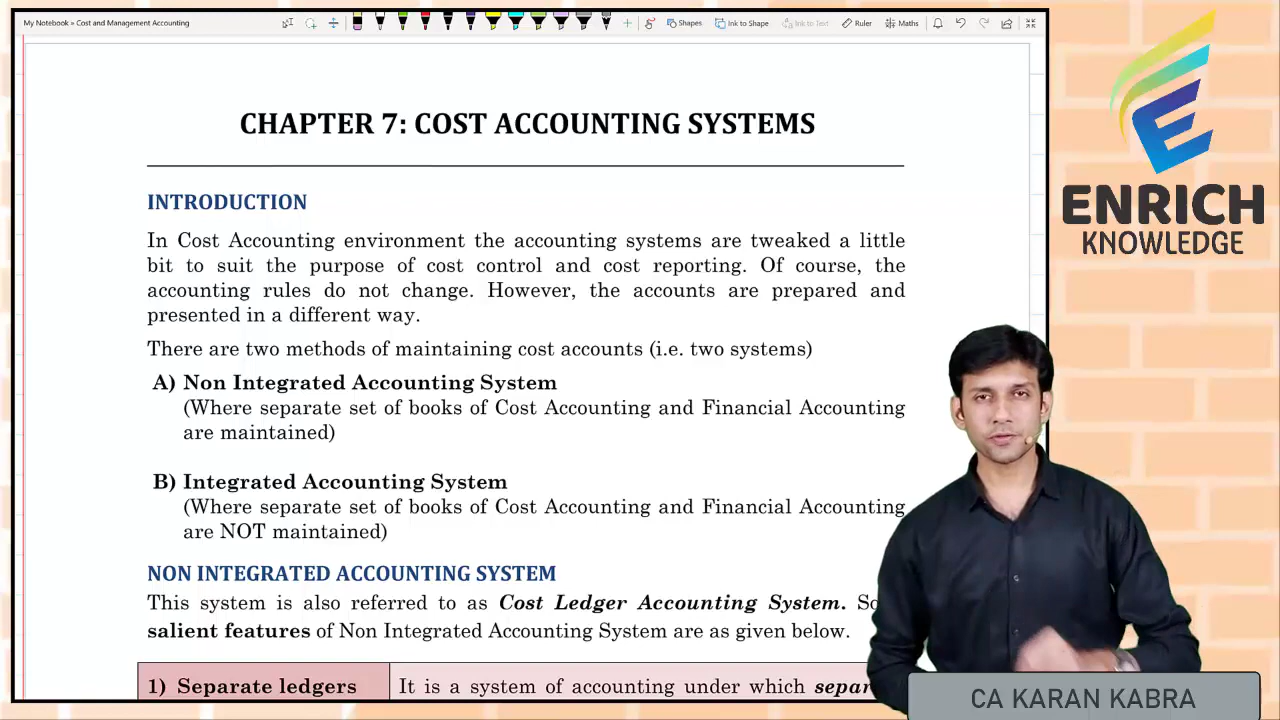 My Notebook » Cost and Management Accounting
Shapes
Ink to Shape
Ink to Text
Ruler
Maths
CHAPTER 7: COST ACCOUNTING SYSTEMS
INTRODUCTION
In Cost Accounting environment the accounting systems are tweaked a little
bit to suit the purpose of cost control and cost reporting. Of course, the
accounting rules do not change. However, the accounts are prepared and
presented in a different way.
There are two methods of maintaining cost accounts (i.e. two systems)
A) Non Integrated Accounting System
(Where separate set of books of Cost Accounting and Financial Accounting
are maintained)
B) Integrated Accounting System
(Where separate set of books of Cost Accounting and Financial Accounting
are NOT maintained)
NON INTEGRATED ACCOUNTING SYSTEM
This system is also referred to as Cost Ledger Accounting System.
salient features of Non Integrated Accounting System are as given below.
1) Separate ledgers
It is a system of accounting under which
ENRICH
KNOWLEDGE
CA KARAN KABRA